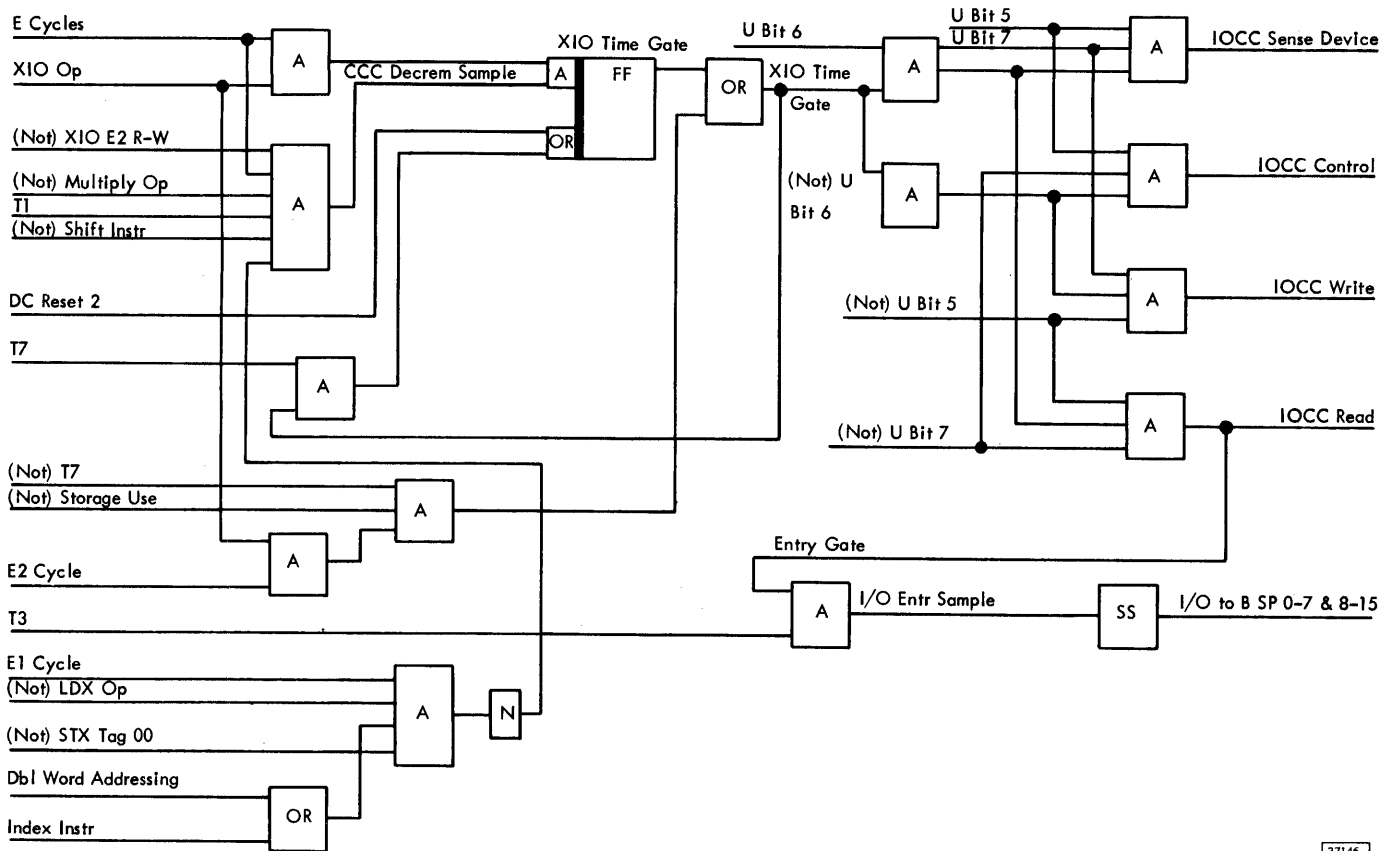 E Cycles
XIO Op
(Not) XIO E2 R-W
(Not) Multiply Op
T1
(Not) Shift Instr
DC Reset 2
T7
(Not) T7
(Not) Storage Use
E2 Cycle
T3
E1 Cycle
(Not) LDX Op
(Not) STX Tag 00
Dbl Word Addressing
Index Instr
A
A
A
A
A
A
OR
N
XIO Time Gate
CCC Decrem Sample
A
FF
OR
OR
XIO Time
Gate
U Bit 6
A
(Not) U
Bit 6
A
U Bit 5
U Bit 7
A
IOCC Sense Device
A
IOCC Control
(Not) U Bit 5
A
IOCC Write
(Not) U Bit 7
A
IOCC Read
Entry Gate
A
I/O Entr Sample
SS
I/O to B SP 0-7 & 8-15